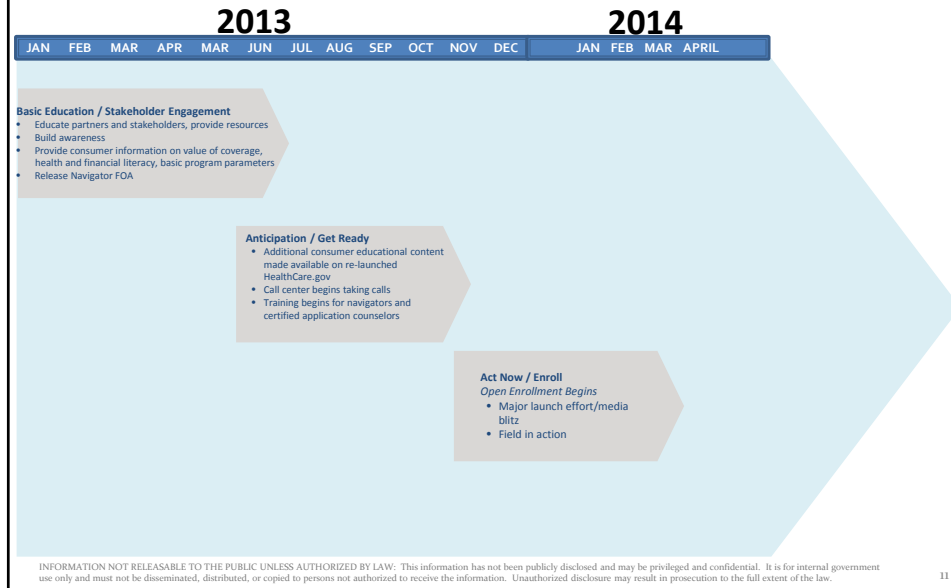 2013 2014
JAN FEB MAR APR MAR JUN JUL AUG SEP OCT NOV DEC JAN FEB MAR APRIL
Basic Education / Stakeholder Engagement
• Educate partners and stakeholders, provide resources
• Build awareness
• Provide consumer information on value of coverage,
health and financial literacy, basic program parameters
• Release Navigator FOA
Anticipation / Get Ready
• Additional consumer educational content
made available on re-launched
HealthCare.gov
• Call center begins taking calls
• Training begins for navigators and
certified application counselors
Act Now / Enroll
Open Enrollment Begins
• Major launch effort/media
blitz
• Field in action
INFORMATION NOT RELEASABLE TO THE PUBLIC UNLESS AUTHORIZED BY LAW: This information has not been publicly disclosed and may be privileged and confidential. It is for internal government
use only and must not be disseminated, distributed, or copied to persons not authorized to receive the information. Unauthorized disclosure may result in prosecution to the full extent of the law.
11